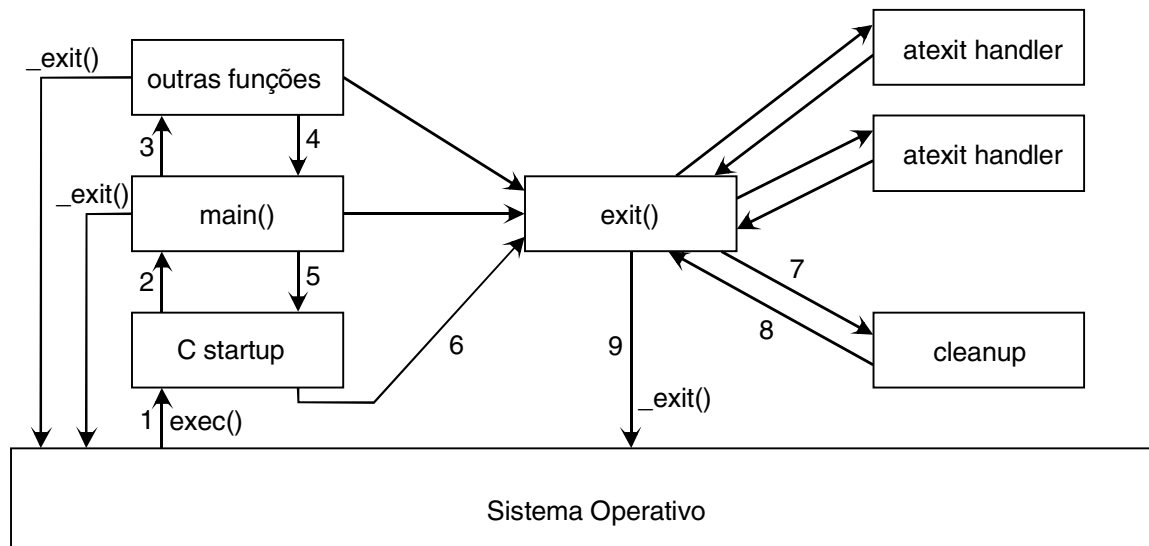 _exit()
outras funções
atexit handler
3
4
atexit handler
_exit()
main()
exit()
2
5
7
C startup
6
9
8
cleanup
1
exec()
_exit()
Sistema Operativo